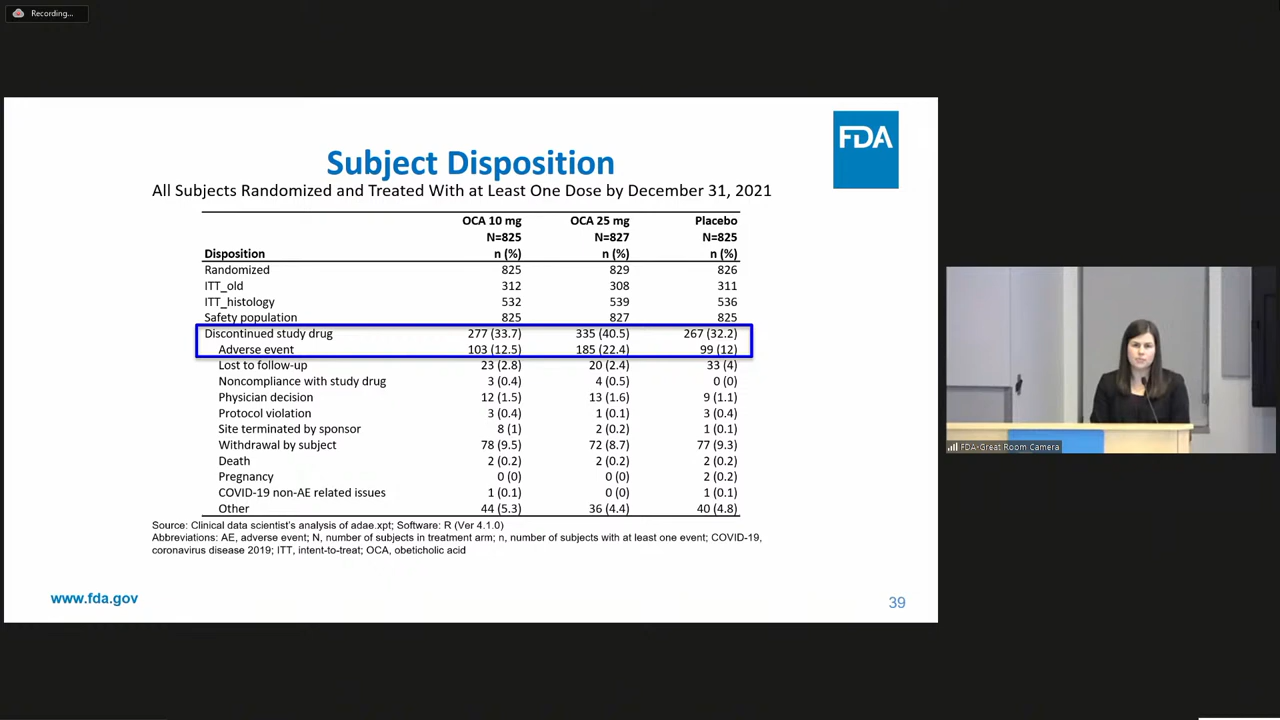 Recording...
FDA
Subject Disposition
All Subjects Randomized and Treated With at Least One Dose by December 31, 2021
OCA 10 mg OCA 25 mg Placebo
N=825 N=827 N=825
Disposition n (%) n (%) n (%)
Randomized 825 829 826
ITT_old 312 308 311
ITT_histology 532 539 536
Safety population 825 827 825
Discontinued study drug 277 (33.7) 335 (40.5) 267 (32.2)
Adverse event 103 (12.5) 185 (22.4) 99 (12)
Lost to follow-up 23 (2.8) 20 (2.4) 33 (4)
Noncompliance with study drug 3 (0.4) 4 (0.5) 0 (0)
Physician decision 12 (1.5) 13 (1.6) 9 (1.1)
Protocol violation 3 (0.4) 1 (0.1) 3 (0.4)
Site terminated by sponsor 8 (1) 2 (0.2) 1 (0.1)
Withdrawal by subject 78 (9.5) 72 (8.7) 77 (9.3)
Death 2 (0.2) 2 (0.2) 2 (0.2)
Pregnancy 0 (0) 0 (0) 2 (0.2)
COVID-19 non-AE related issues 1 (0.1) 0 (0) 1 (0.1)
Other 44 (5.3) 36 (4.4) 40 (4.8)
Source: Clinical data scientist's analysis of adae.xpt; Software: R (Ver 4.1.0)
Abbreviations: AE, adverse event; N, number of subjects in treatment arm; n, number of subjects with at least one event; COVID-19,
coronavirus disease 2019; ITT, intent-to-treat; OCA, obeticholic acid
www.fda.gov
39
FDA-Great Room Camera